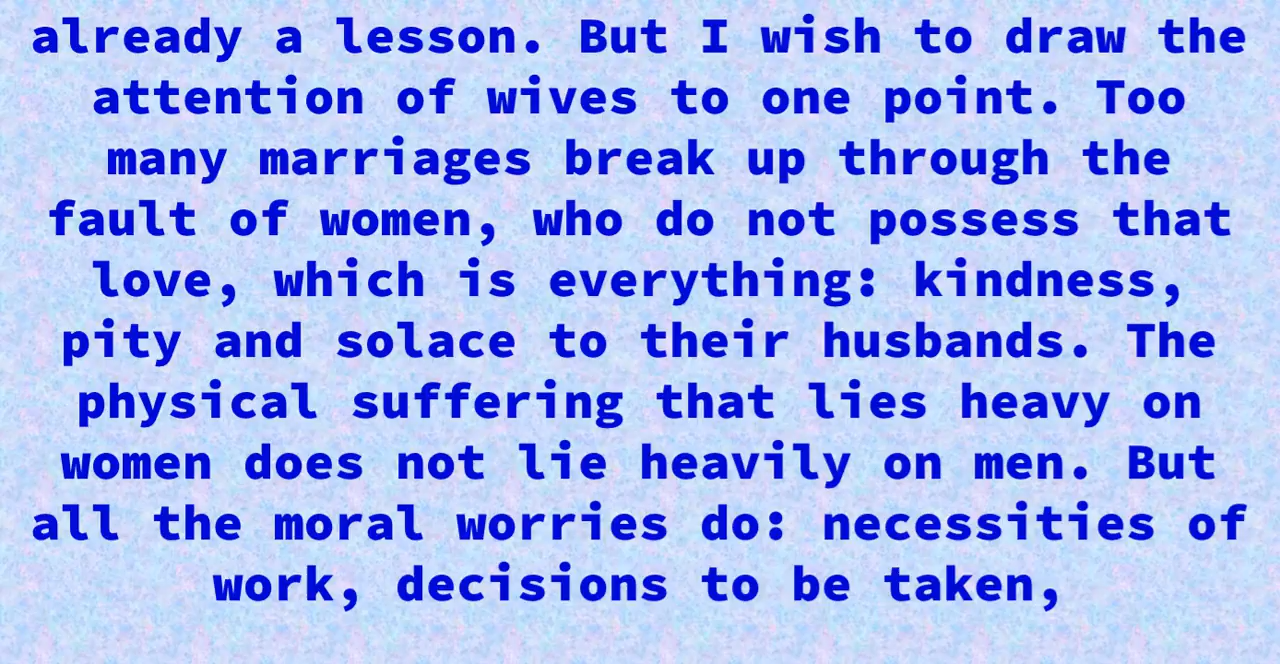 already a lesson. But I wish to draw the
attention of wives to one point. Too
many marriages break up through the
fault of women, who do not possess that
love, which is everything: kindness,
pity and solace to their husbands. The
physical suffering that lies heavy on
women does not lie heavily on men. But
all the moral worries do: necessities of
work, decisions to be taken,